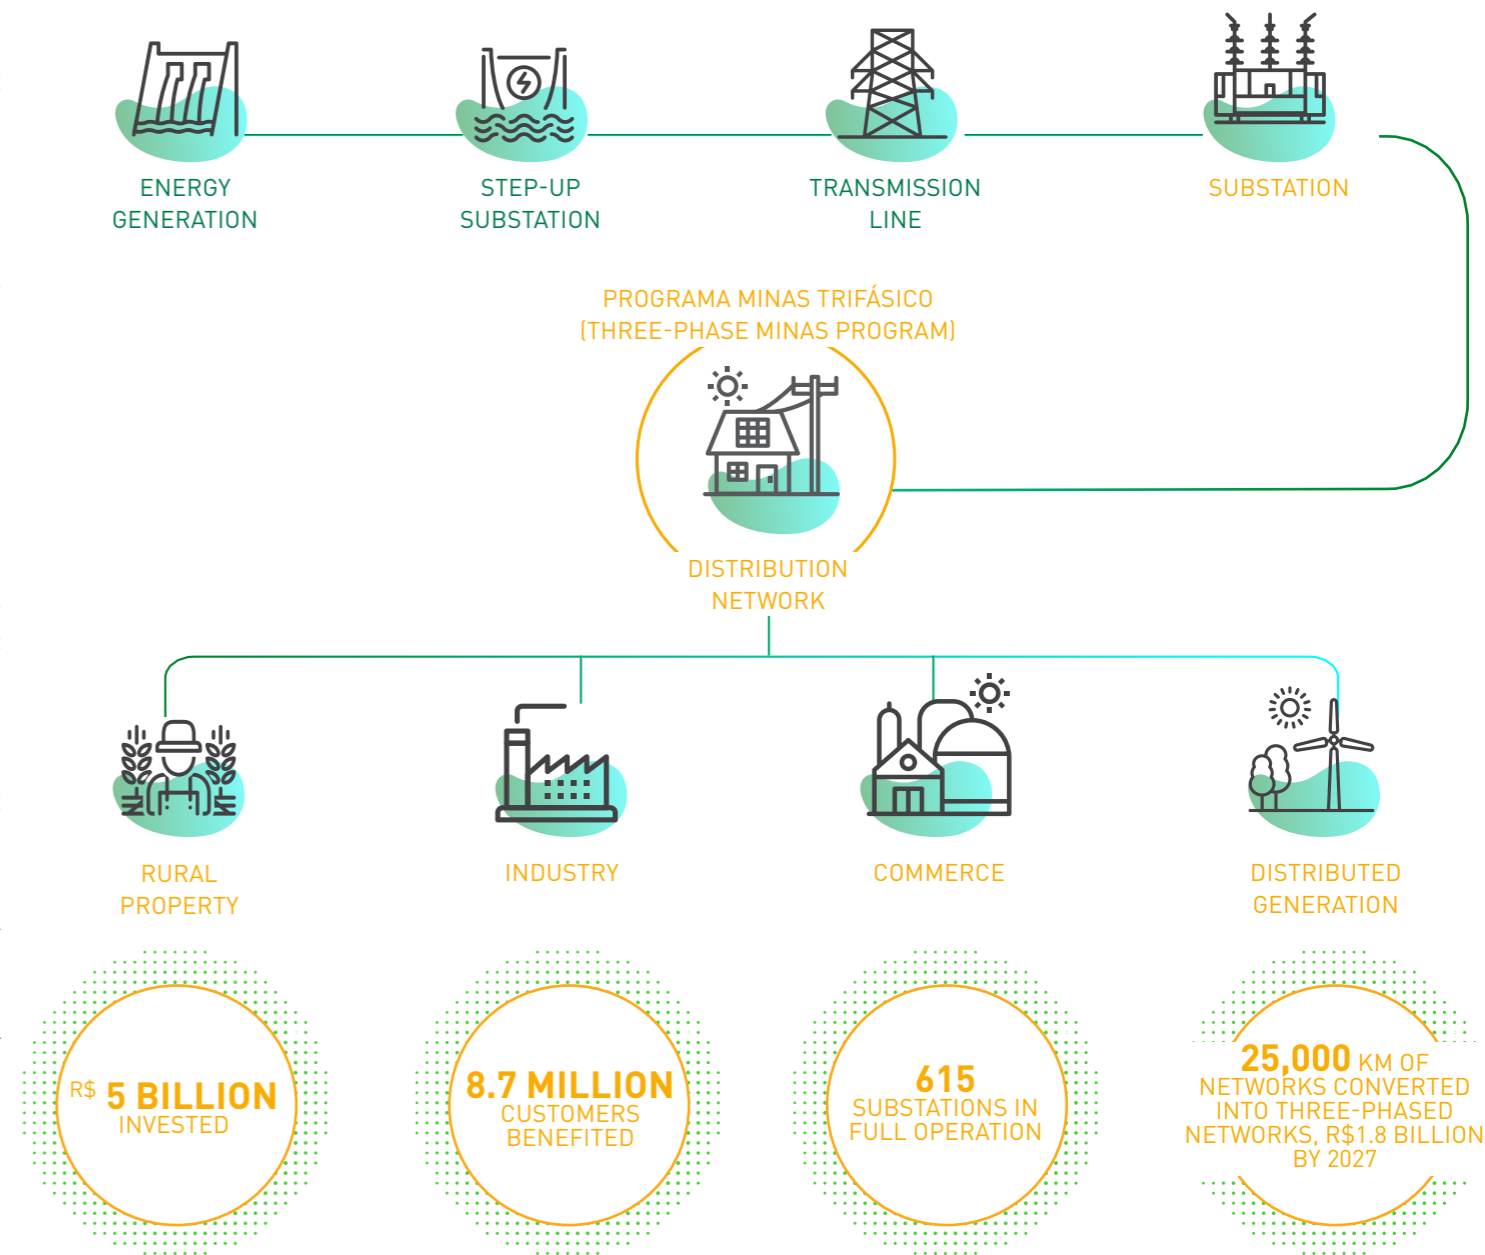 ENERGY
GENERATION
STEP-UP
SUBSTATION
TRANSMISSION
LINE
SUBSTATION
PROGRAMA MINAS TRIFÁSICO
(THREE-PHASE MINAS PROGRAM)
DISTRIBUTION
NETWORK
RURAL
PROPERTY
INDUSTRY
COMMERCE
DISTRIBUTED
GENERATION
R$ 5 BILLION
INVESTED
8.7 MILLION
CUSTOMERS
BENEFITED
615
SUBSTATIONS IN
FULL OPERATION
25,000 KM OF
NETWORKS CONVERTED
INTO THREE-PHASED
NETWORKS, R$1.8 BILLION
BY 2027